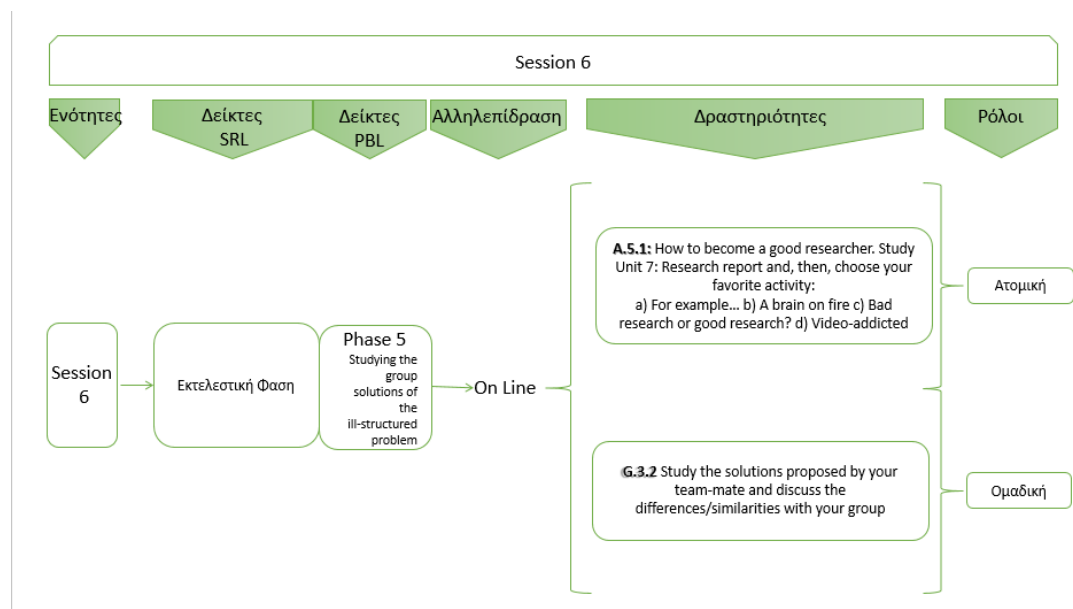 Session 6
Ενότητες
Δείκτες
SRL
Δείκτες
PBL
Αλληλεπίδραση
Δραστηριότητες
Ρόλοι
Session
6
Εκτελεστική Φαση
Phase 5
Studying the
group
solutions of
the
ill-structured
problem
On Line
A.5.1: How to become a good researcher. Study
Unit 7: Research report and, then, choose your
favorite activity:
a) For example... b) A brain on fire c) Bad
research or good research? d) Video-addicted
Ατομική
G.3.2 Study the solutions proposed by your
team-mate and discuss the
differences/similarities with your group
Ομαδική